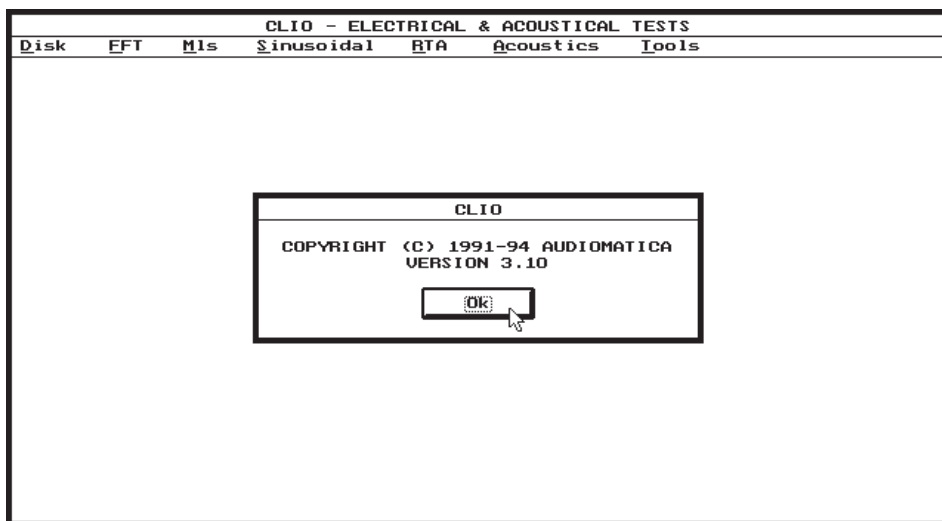 CLIO - ELECTRICAL & ACOUSTICAL TESTS
Disk FFT Mls Sinusoidal RTA Acoustics Tools
CLIO
COPYRIGHT (C) 1991-94 AUDIOMATICA
VERSION 3.10
Ok